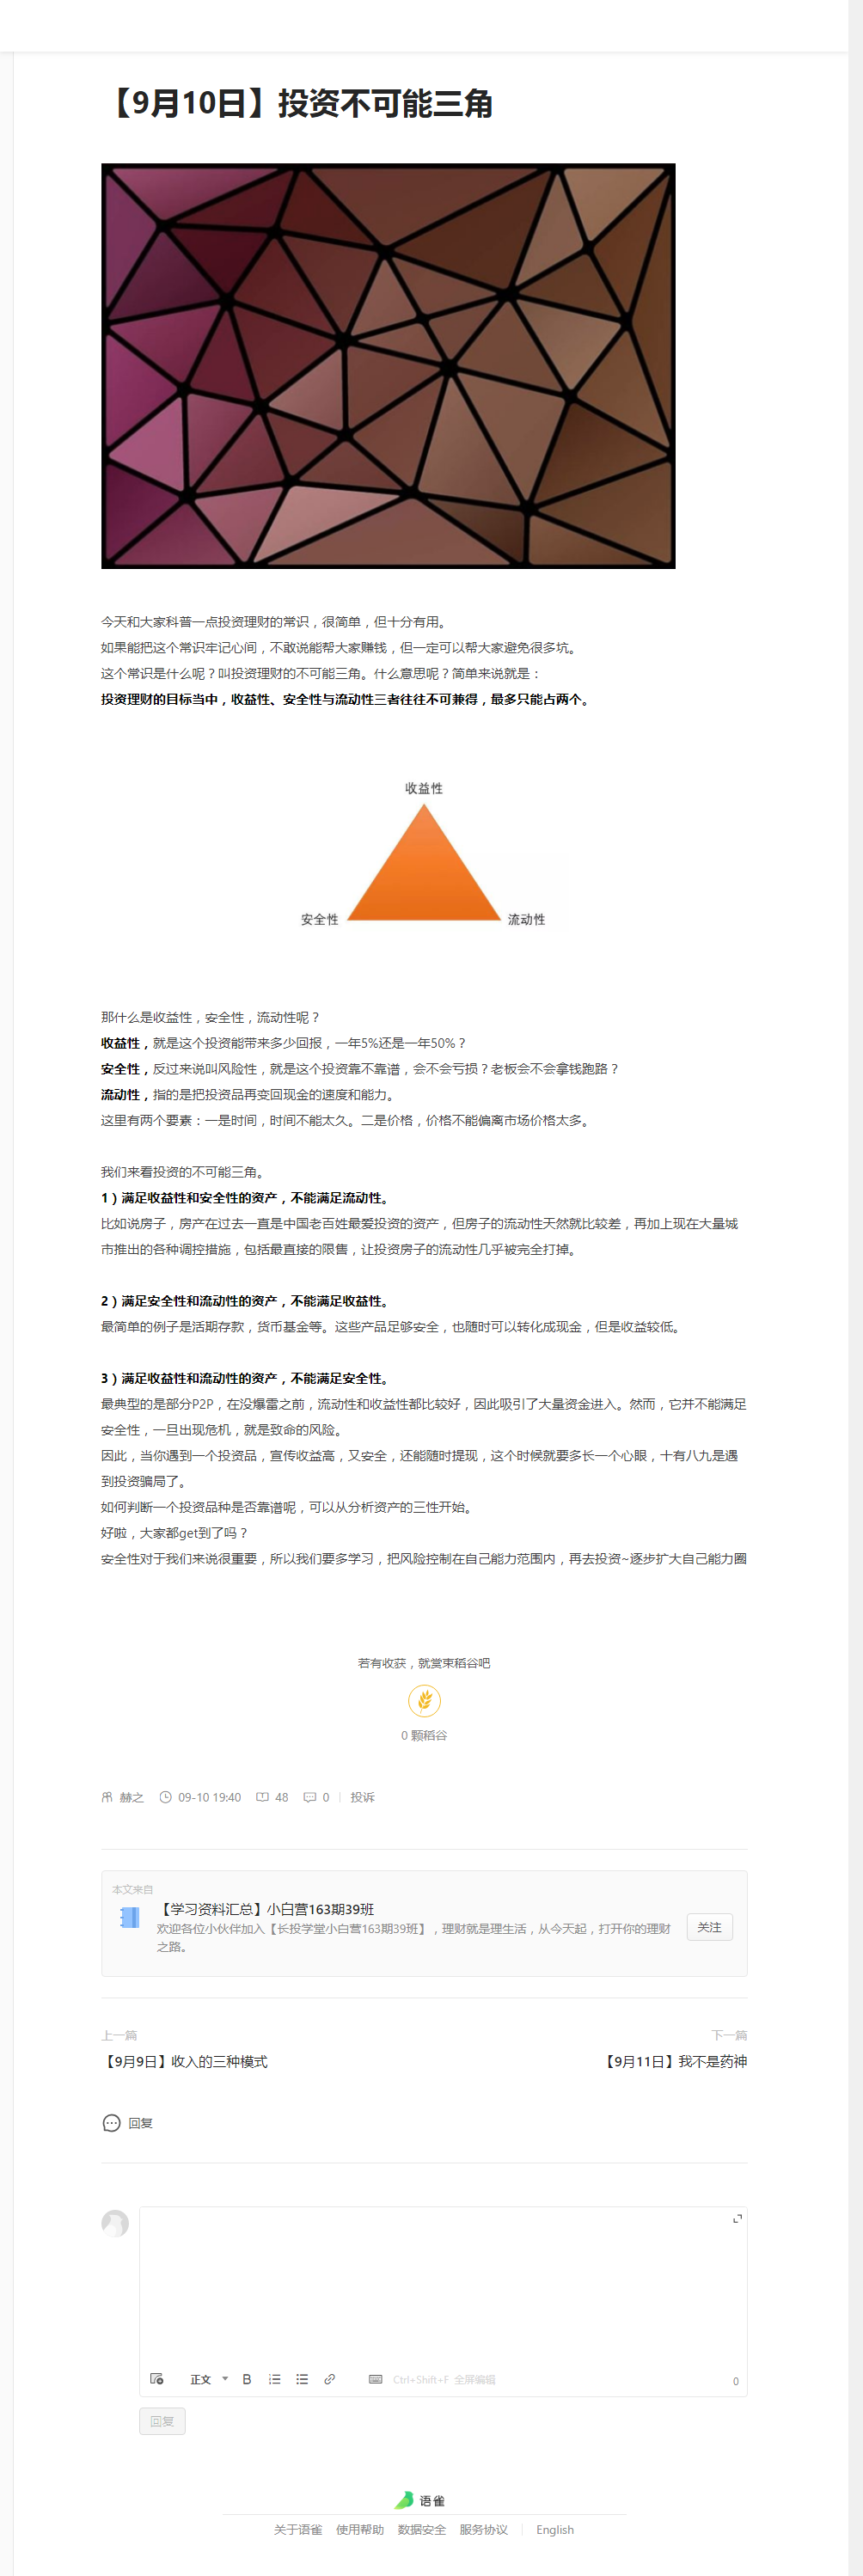 【9月10日】投资不可能三角
今天和大家科普一点投资理财的常识，很简单，但十分有用。
如果能把这个常识牢记心间，不敢说能帮大家赚钱，但一定可以帮大家避免很多坑。
这个常识是什么呢？叫投资理财的不可能三角。什么意思呢？简单来说就是：
投资理财的目标当中，收益性、安全性与流动性三者往往不可兼得，最多只能占两个。
收益性
安全性
流动性
那什么是收益性，安全性，流动性呢？
收益性，就是这个投资能带来多少回报，一年5%还是一年50%？
安全性，反过来说叫风险性，就是这个投资靠不靠谱，会不会亏损？老板会不会拿钱跑路？
流动性，指的是把投资品再变回现金的速度和能力。
这里有两个要素：一是时间，时间不能太久。二是价格，价格不能偏离市场价格太多。
我们来看投资的不可能三角。
1）满足收益性和安全性的资产，不能满足流动性。
比如说房子，房产在过去一直是中国老百姓最爱投资的资产，但房子的流动性天然就比较差，再加上现在大量城
市推出的各种调控措施，包括最直接的限售，让投资房子的流动性几乎被完全打掉。
2）满足安全性和流动性的资产，不能满足收益性。
最简单的例子是活期存款，货币基金等。这些产品足够安全，也随时可以转化成现金，但是收益较低。
3）满足收益性和流动性的资产，不能满足安全性。
最典型的是部分P2P，在没爆雷之前，流动性和收益性都比较好，因此吸引了大量资金进入。然而，它并不能满足
安全性，一旦出现危机，就是致命的风险。
因此，当你遇到一个投资品，宣传收益高，又安全，还能随时提现，这个时候就要多长一个心眼，十有八九是遇
到投资骗局了。
如何判断一个投资品种是否靠谱呢，可以从分析资产的三性开始。
好啦，大家都get到了吗？
安全性对于我们来说很重要，所以我们要多学习，把风险控制在自己能力范围内，再去投资~逐步扩大自己能力圈
若有收获，就赏束稻谷吧
0 颗稻谷
赫之 09-10 19:40 48 0 投诉
本文来自
【学习资料汇总】小白营163期39班
欢迎各位小伙伴加入【长投学堂小白营163期39班】，理财就是理生活，从今天起，打开你的理财
之路。
关注
上一篇 下一篇
【9月9日】收入的三种模式 【9月11日】我不是药神
回复
正文 B Ctrl+Shift+F 全屏编辑 0
回复
语雀
关于语雀 使用帮助 数据安全 服务协议 English